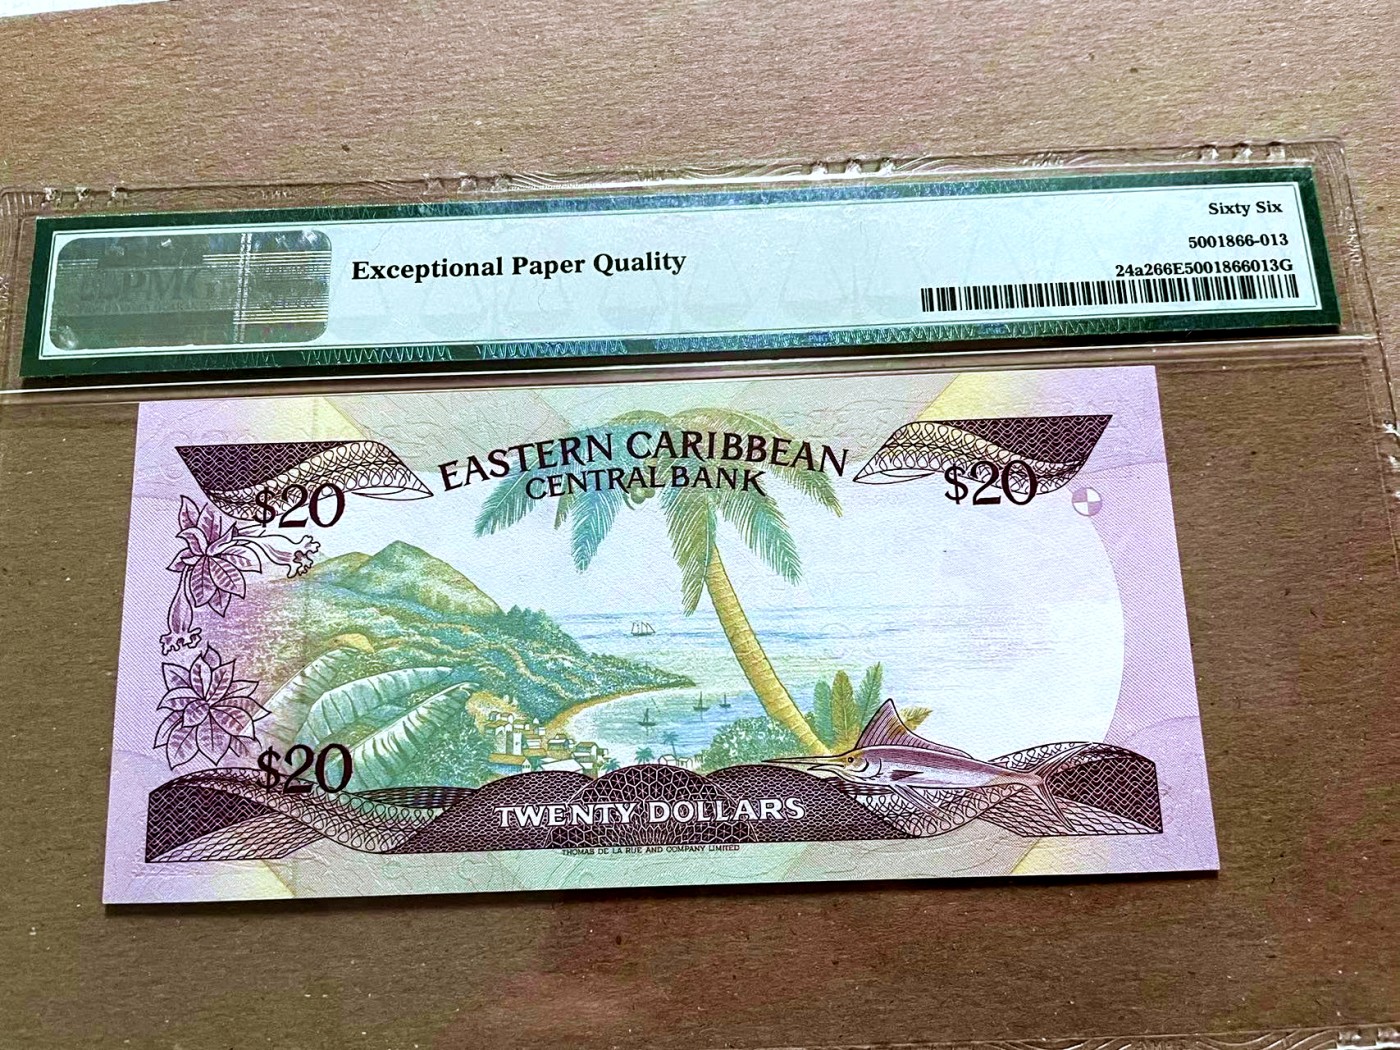 Sixty Six
5001866-013
24a266E5001866013G
PMG
Exceptional Paper Quality
EASTERN CARIBBEAN
CENTRAL BANK
$20
$20
$20
TWENTY DOLLARS
THOMAS DE LA RUE AND COMPANY LIMITED